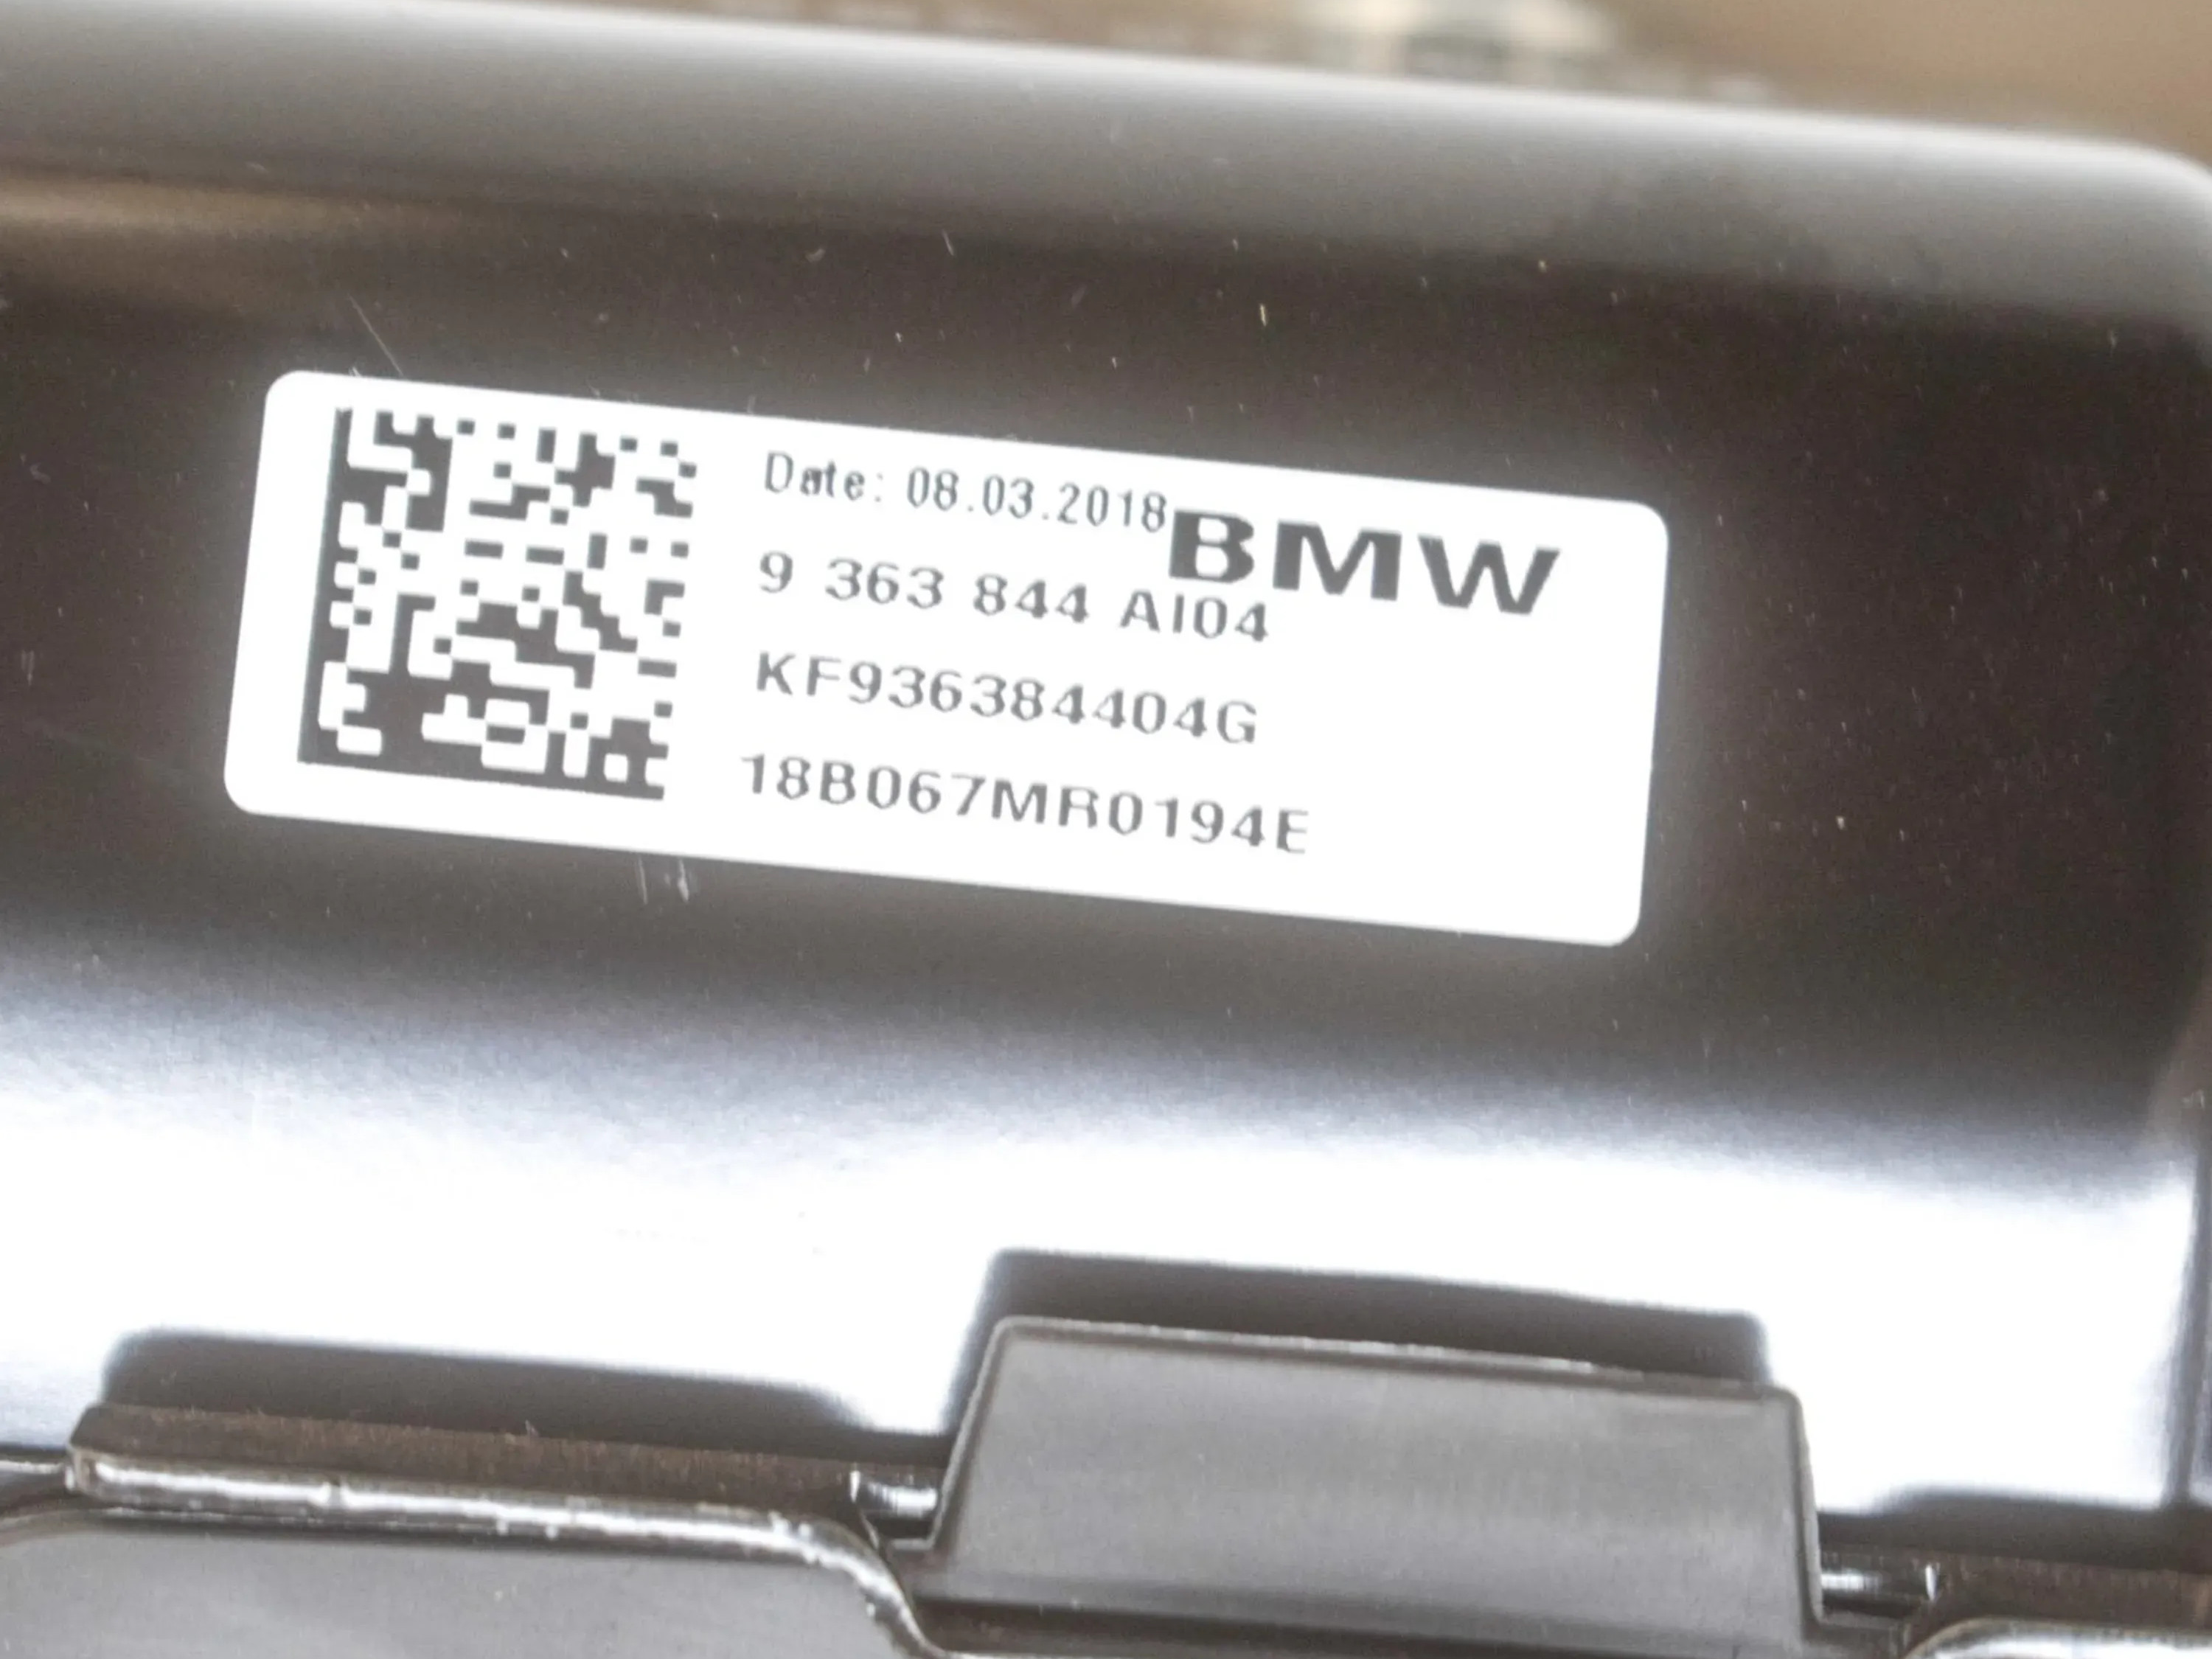 Date: 08.03.2018
BMW
9 363 844 AI04
KF936384404G
18B067MR0194E